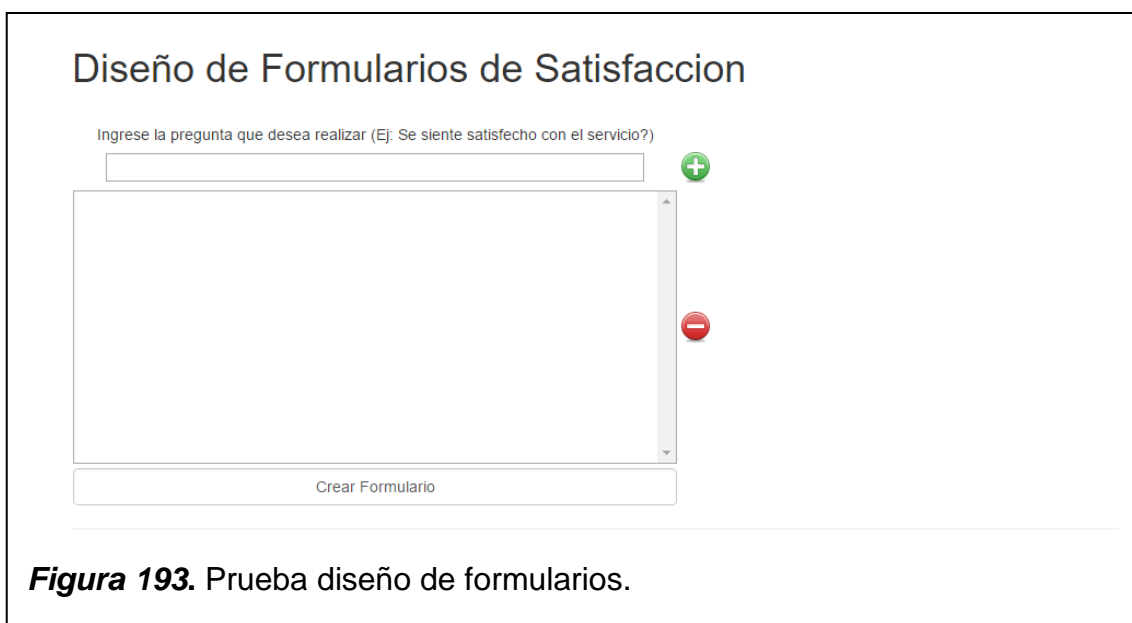 Diseño de Formularios de Satisfaccion
Ingrese la pregunta que desea realizar (Ej: Se siente satisfecho con el servicio?)
Crear Formulario
Figura 193. Prueba diseño de formularios.